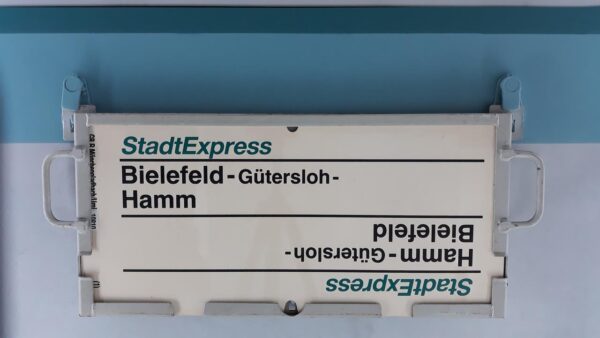 StadtExpress
Bielefeld-Gütersloh-
Hamm
StadtExpress
Hamm-Gütersloh-
Bielefeld